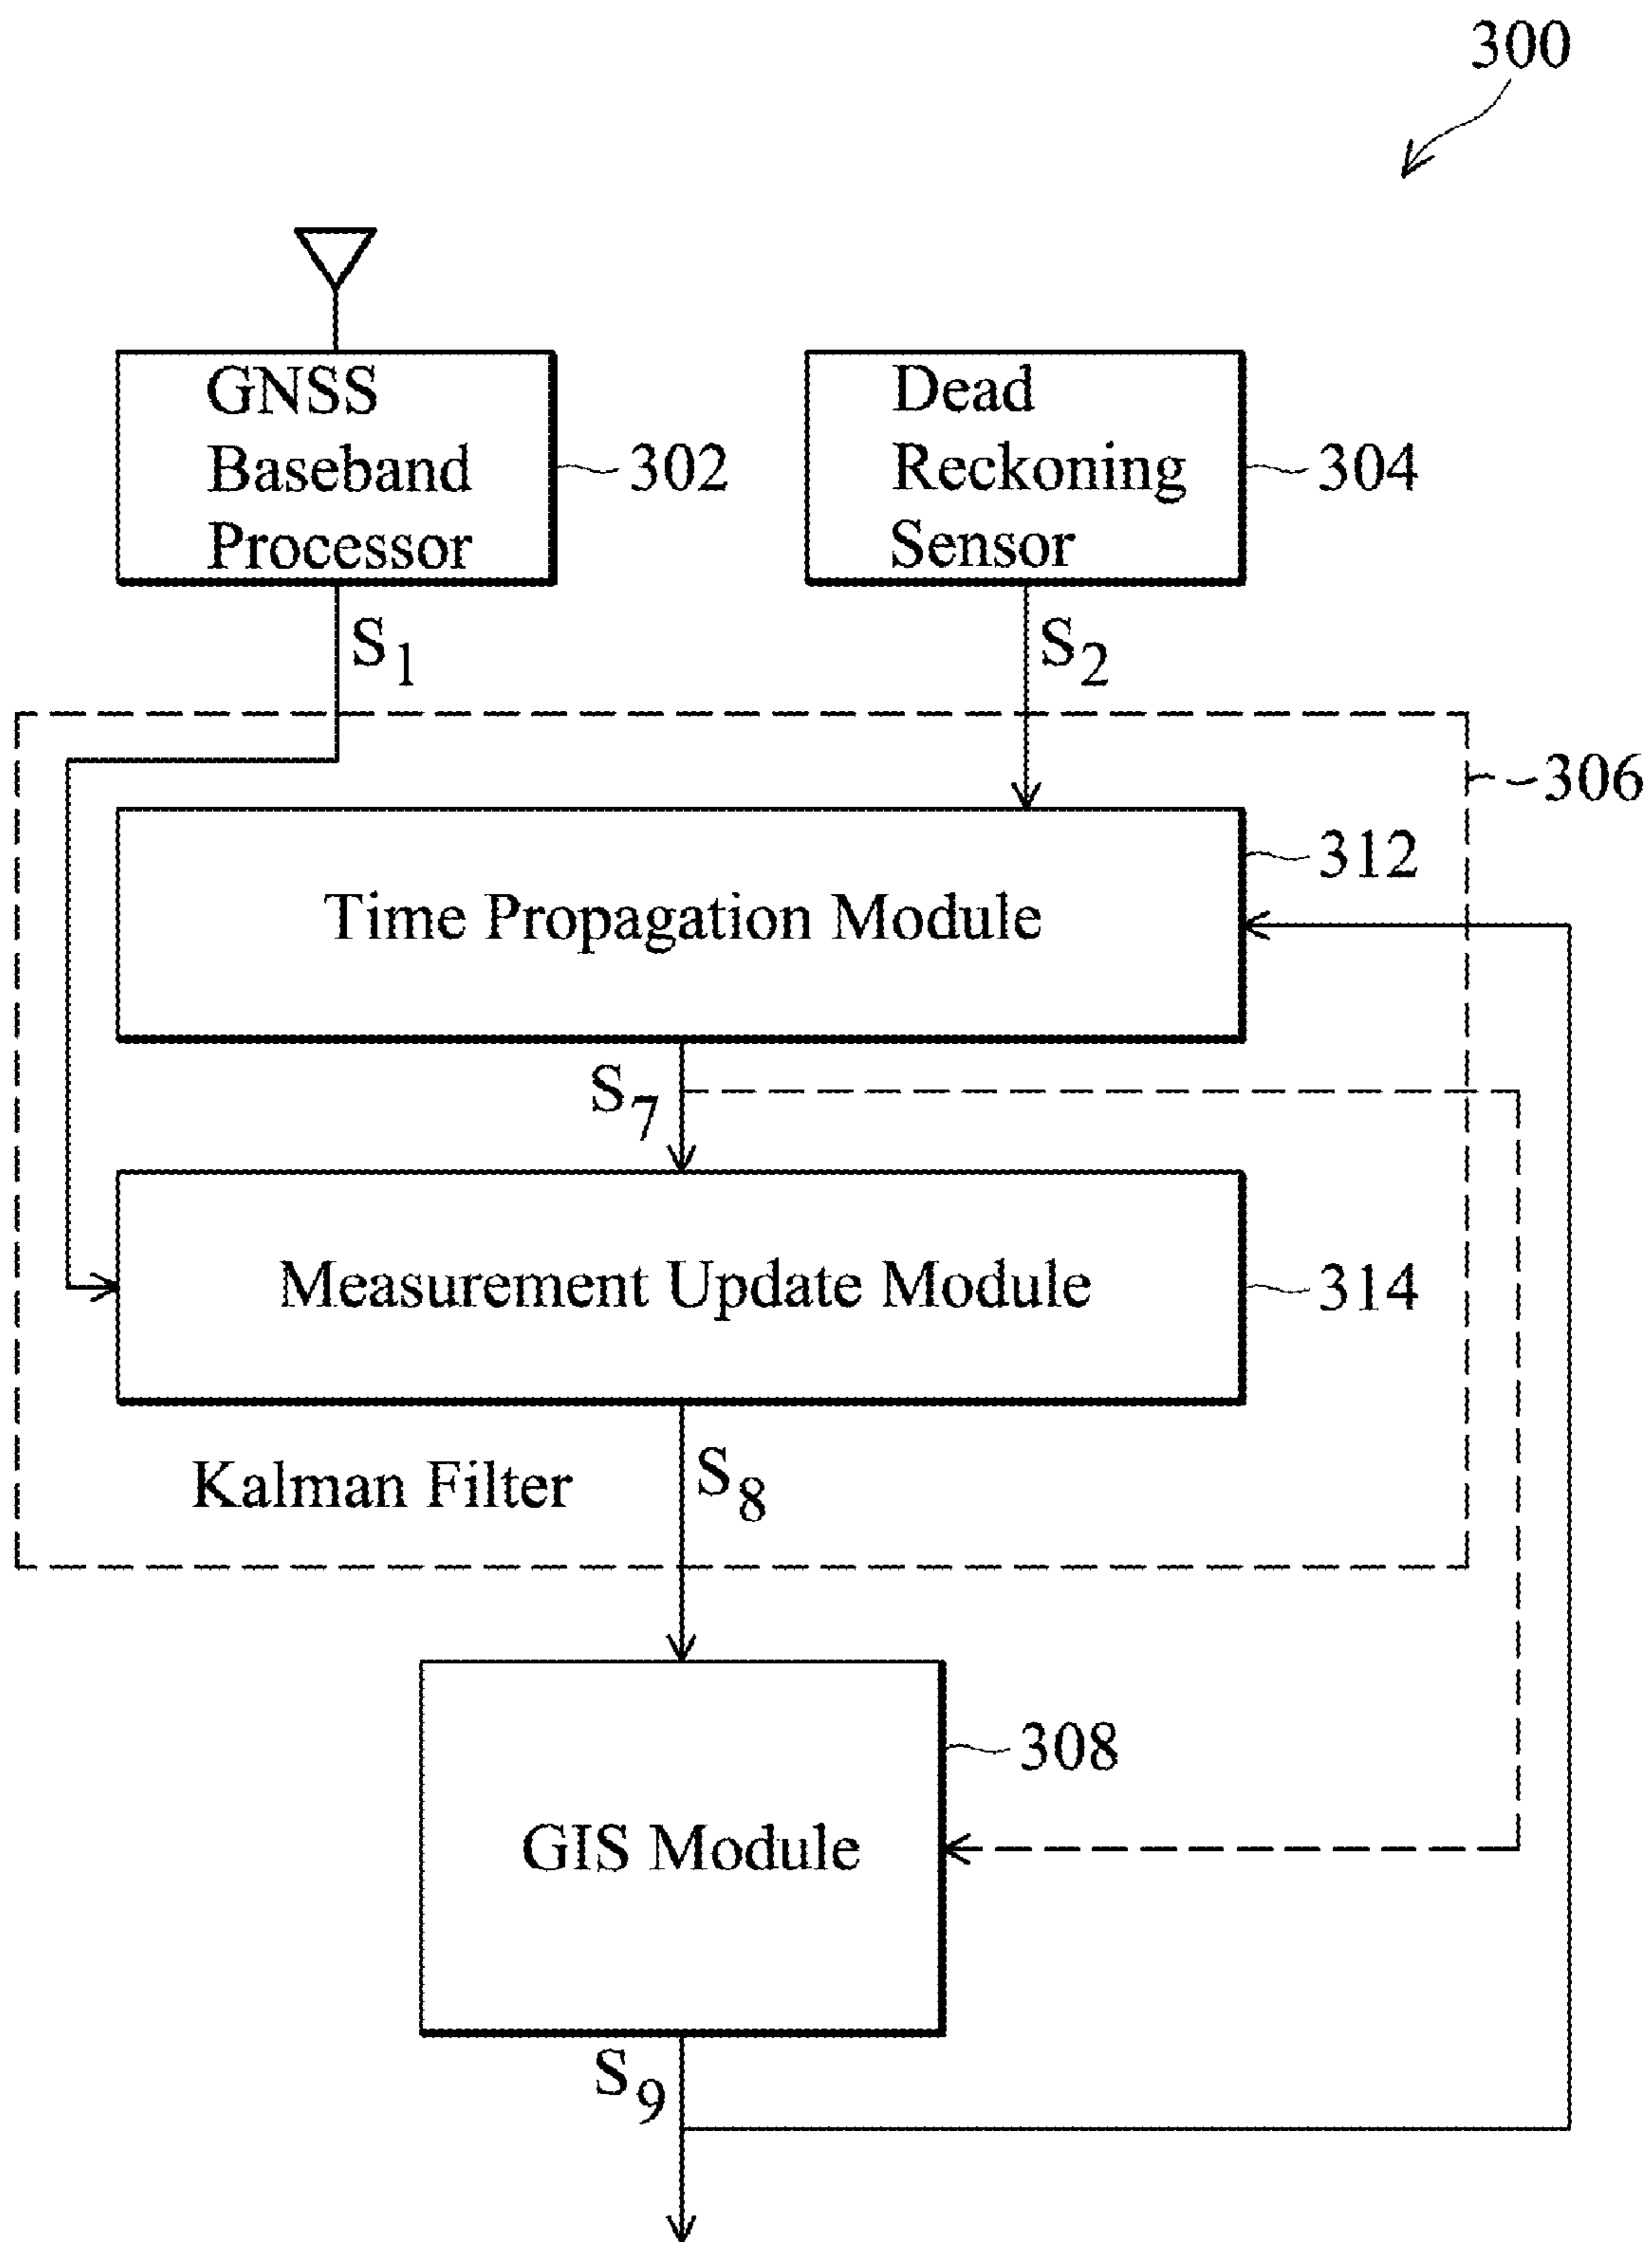 300
GNSS
Baseband
Processor
302
Dead
Reckoning
Sensor
304
S1
S2
306
312
Time Propagation Module
S7
Measurement Update Module
314
Kalman Filter
S8
308
GIS Module
S9